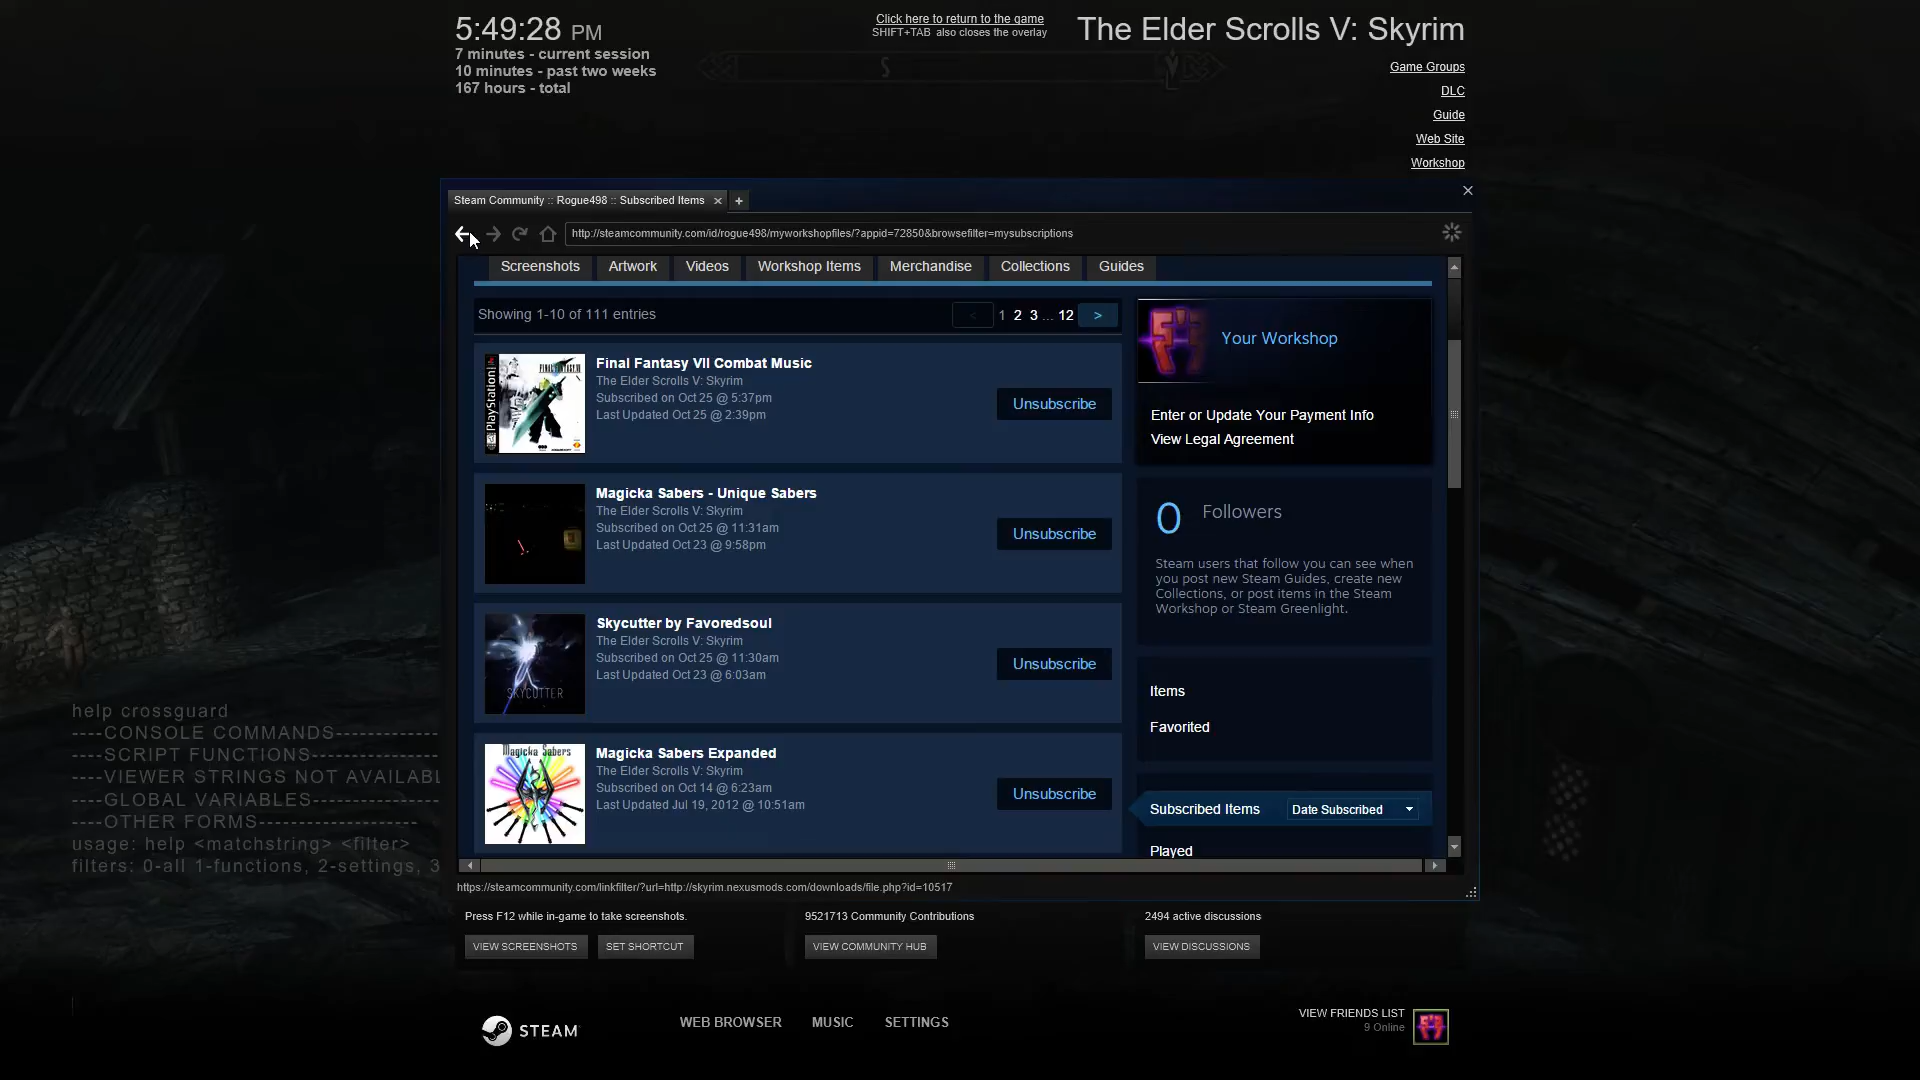 5:49:28 PM
7 minutes - current session
10 minutes - past two weeks
167 hours - total
Click here to return to the game
SHIFT+TAB also closes the overlay
The Elder Scrolls V: Skyrim
Game Groups
DLC
Guide
Web Site
Workshop
S
Steam Community :: Rogue498 :: Subscribed Items
http://steamcommunity.com/id/rogue498/myworkshopfiles/?appid=72850&browsefilter=mysubscriptions
Screenshots Artwork Videos Workshop Items Merchandise Collections Guides
Showing 1-10 of 111 entries
< 1 2 3 ... 12 >
Final Fantasy VII Combat Music
The Elder Scrolls V: Skyrim
Subscribed on Oct 25 @ 5:37pm
Last Updated Oct 25 @ 2:39pm
Unsubscribe
PlayStation
Magicka Sabers - Unique Sabers
The Elder Scrolls V: Skyrim
Subscribed on Oct 25 @ 11:31am
Last Updated Oct 23 @ 9:58pm
Unsubscribe
Skycutter by Favoredsoul
The Elder Scrolls V: Skyrim
Subscribed on Oct 25 @ 11:30am
Last Updated Oct 23 @ 6:03am
Unsubscribe
SKYCUTTER
Magicka Sabers Expanded
The Elder Scrolls V: Skyrim
Subscribed on Oct 14 @ 6:23am
Last Updated Jul 19, 2012 @ 10:51am
Unsubscribe
Magicka Sabers
Your Workshop
Enter or Update Your Payment Info
View Legal Agreement
0 Followers
Steam users that follow you can see when
you post new Steam Guides, create new
Collections, or post items in the Steam
Workshop or Steam Greenlight.
Items
Favorited
Subscribed Items Date Subscribed
Played
https://steamcommunity.com/linkfilter/?url=http://skyrim.nexusmods.com/downloads/file.php?id=10517
help crossguard
----CONSOLE COMMANDS-------------
----SCRIPT FUNCTIONS----------------
----VIEWER STRINGS NOT AVAILABL
----GLOBAL VARIABLES----------------
----OTHER FORMS-------------------
usage: help <matchstring> <filter>
filters: 0-all 1-functions, 2-settings, 3
Press F12 while in-game to take screenshots.
VIEW SCREENSHOTS SET SHORTCUT
9521713 Community Contributions
VIEW COMMUNITY HUB
2494 active discussions
VIEW DISCUSSIONS
STEAM
WEB BROWSER MUSIC SETTINGS
VIEW FRIENDS LIST
9 Online